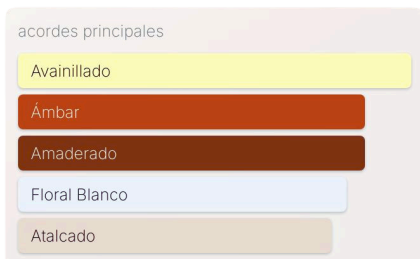 acordes principales
Avainillado
Ámbar
Amaderado
Floral Blanco
Atalcado